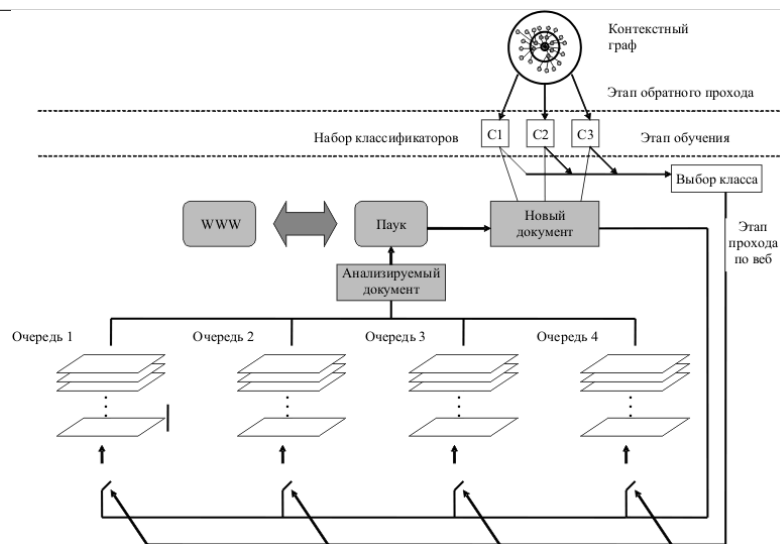 Контекстный
граф
Этап обратного прохода
Набор классификаторов
C1
C2
C3
Этап обучения
Выбор класса
WWW
Паук
Новый
документ
Этап
прохода
по веб
Анализируемый
документ
Очередь 1
Очередь 2
Очередь 3
Очередь 4